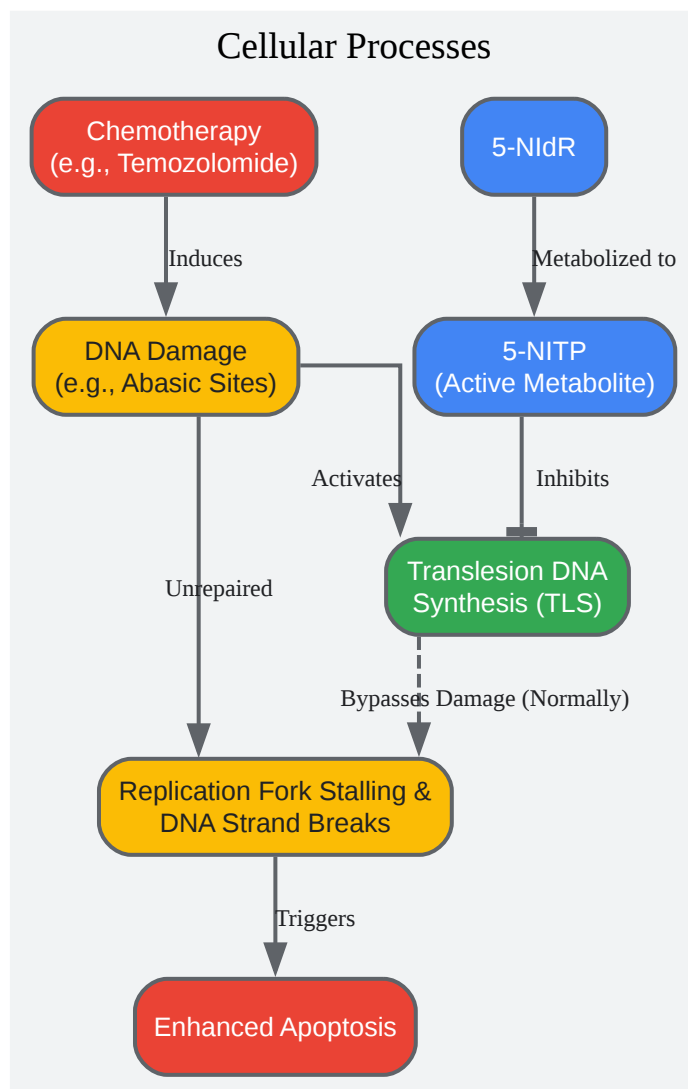 Cellular Processes
Chemotherapy
(e.g., Temozolomide)
5-NIdR
Induces
Metabolized to
DNA Damage
(e.g., Abasic Sites)
5-NITP
(Active Metabolite)
Activates
Inhibits
Translesion DNA
Synthesis (TLS)
Unrepaired
Bypasses Damage (Normally)
Replication Fork Stalling &
DNA Strand Breaks
Triggers
Enhanced Apoptosis